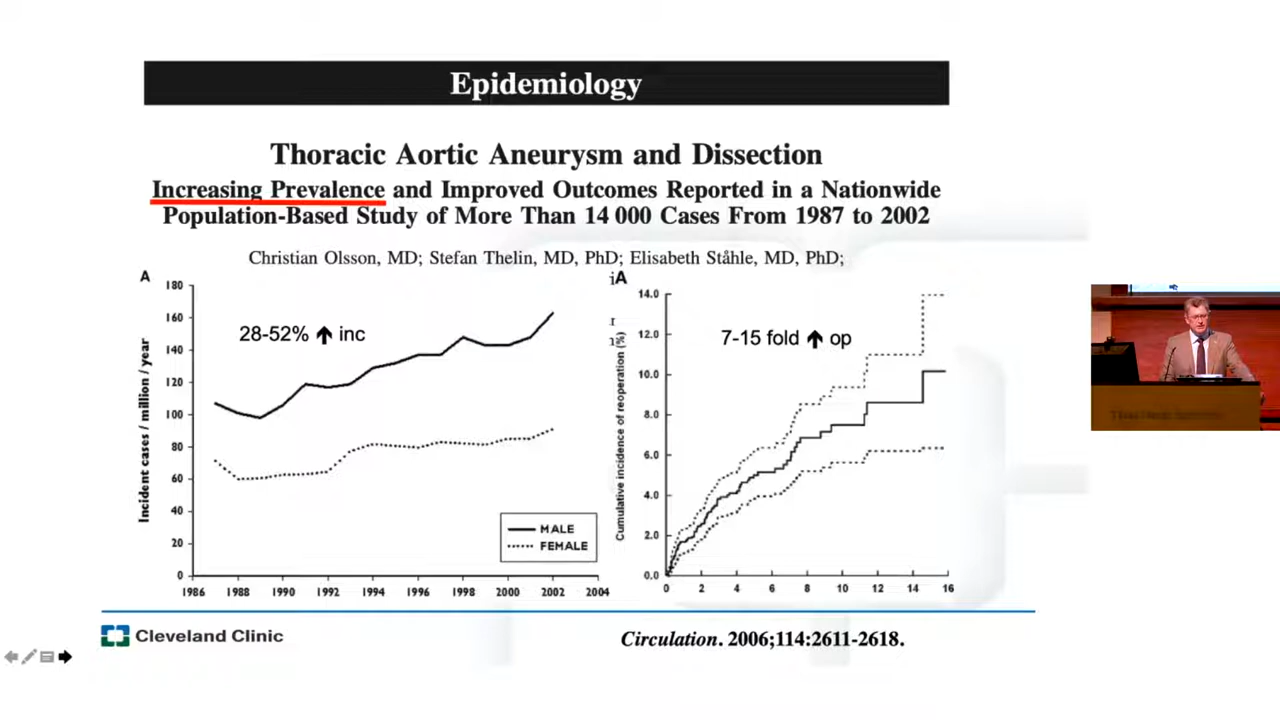 Epidemiology
Thoracic Aortic Aneurysm and Dissection
Increasing Prevalence and Improved Outcomes Reported in a Nationwide
Population-Based Study of More Than 14 000 Cases From 1987 to 2002
Christian Olsson, MD; Stefan Thelin, MD, PhD; Elisabeth Ståhle, MD, PhD;
A
28-52% ↑ inc
Incident cases / million / year
180
160
140
120
100
80
60
40
20
0
MALE
FEMALE
1986 1988 1990 1992 1994 1996 1998 2000 2002 2004
A
7-15 fold ↑ op
Cumulative incidence of reoperation (%)
14.0
12.0
10.0
8.0
6.0
4.0
2.0
0.0
0 2 4 6 8 10 12 14 16
Cleveland Clinic
Circulation. 2006;114:2611-2618.